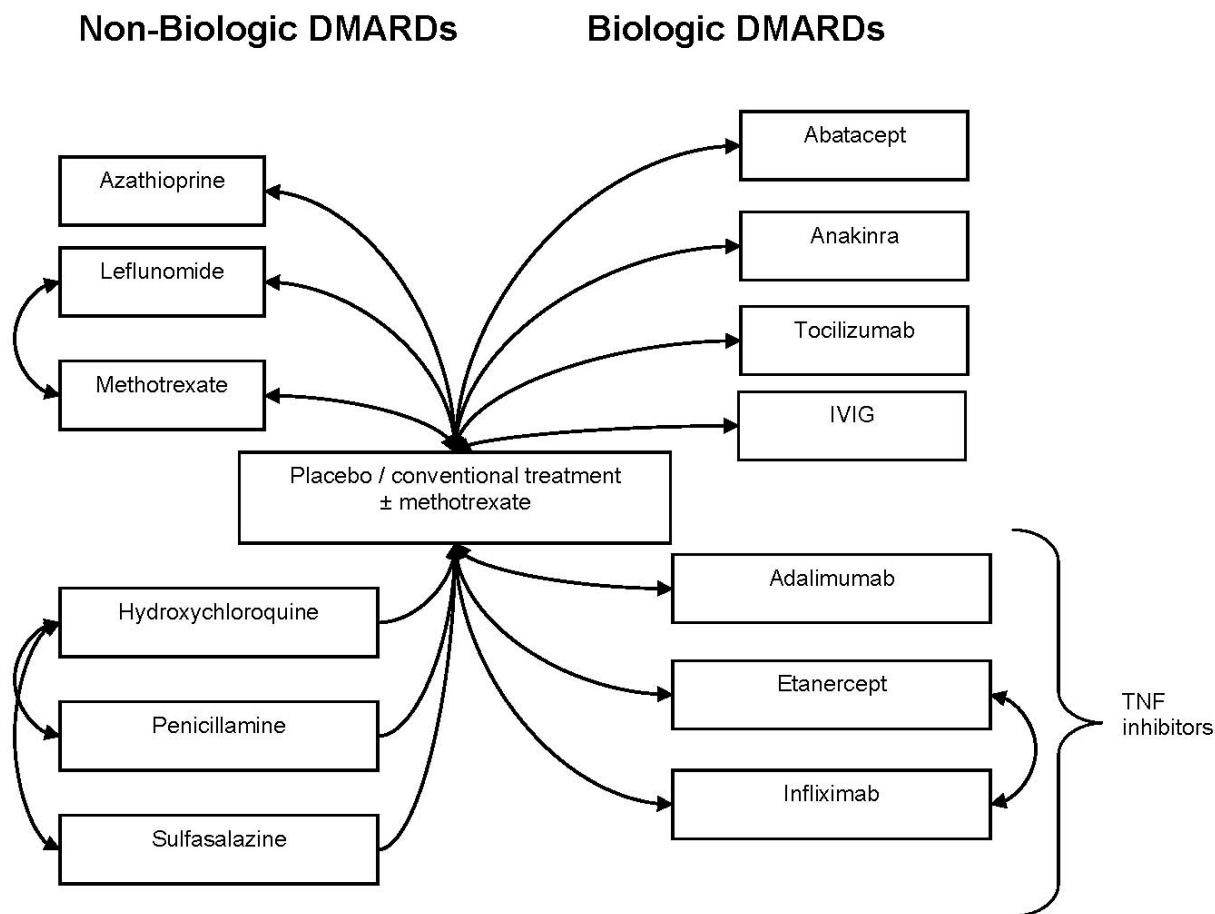 Non-Biologic DMARDs
Biologic DMARDs
Azathioprine
Leflunomide
Methotrexate
Abatacept
Anakinra
Tocilizumab
IVIG
Placebo / conventional treatment
± methotrexate
Hydroxychloroquine
Penicillamine
Sulfasalazine
Adalimumab
Etanercept
Infliximab
TNF
inhibitors